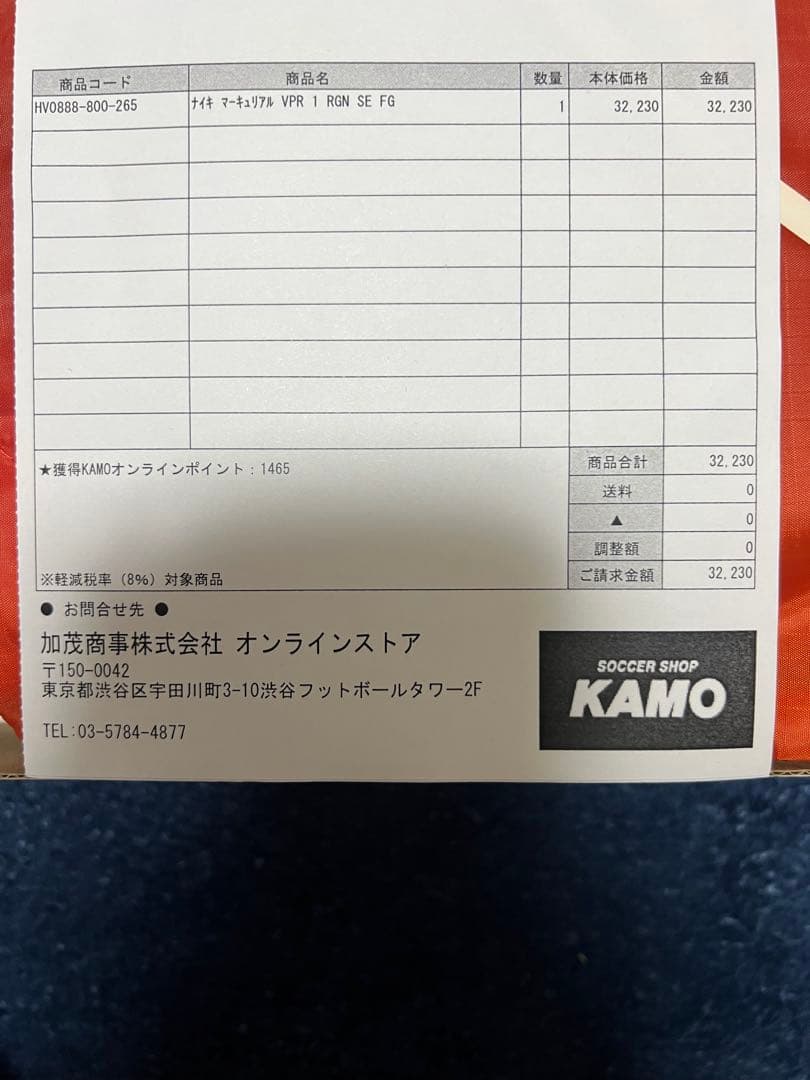 商品コード 商品名 数量 本体価格 金額
HV0888-800-265 ﾅｲｷ ﾏｰｷｭﾘｱﾙ VPR 1 RGN SE FG 1 32,230 32,230
★獲得KAMOオンラインポイント：1465
商品合計 32,230
送料 0
▲ 0
調整額 0
※軽減税率（8%）対象商品
ご請求金額 32,230
● お問合せ先 ●
加茂商事株式会社 オンラインストア
〒150-0042
東京都渋谷区宇田川町3-10渋谷フットボールタワー2F
TEL:03-5784-4877
SOCCER SHOP
KAMO